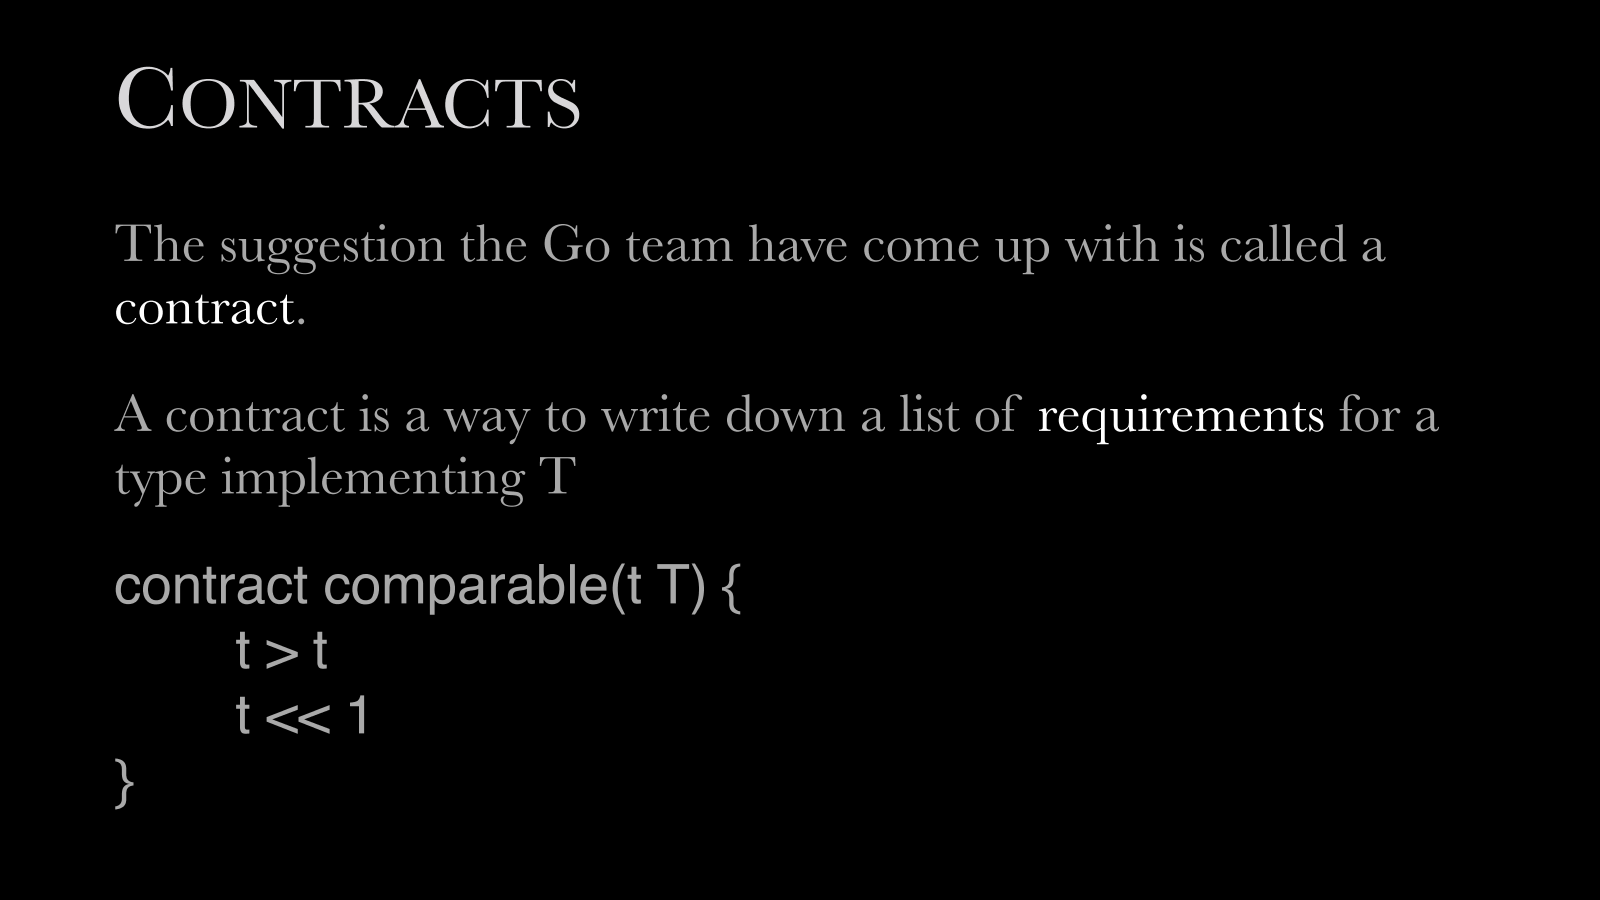 CONTRACTS
The suggestion the Go team have come up with is called a
contract.
A contract is a way to write down a list of requirements for a
type implementing T
contract comparable(t T) {
t > t
t << 1
}